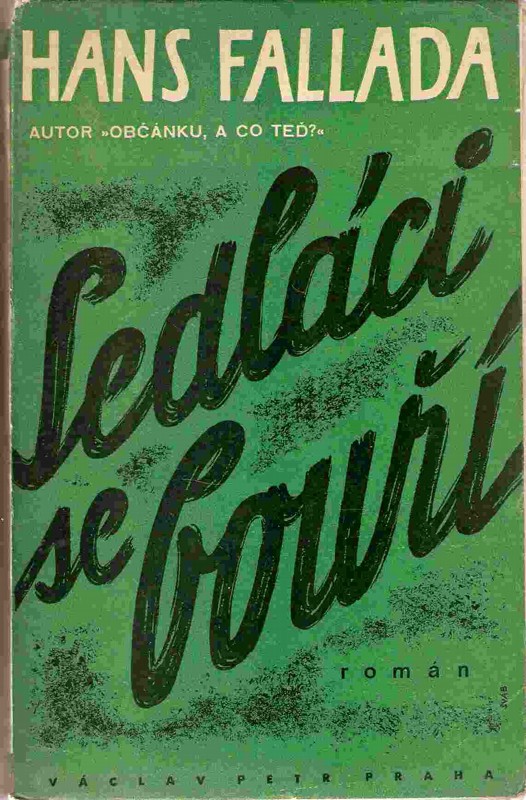 HANS FALLADA
AUTOR »OBČÁNKU, A CO TEĎ?«
Sedláci
se bouří
román
VÁCLAV PETR PRAHA